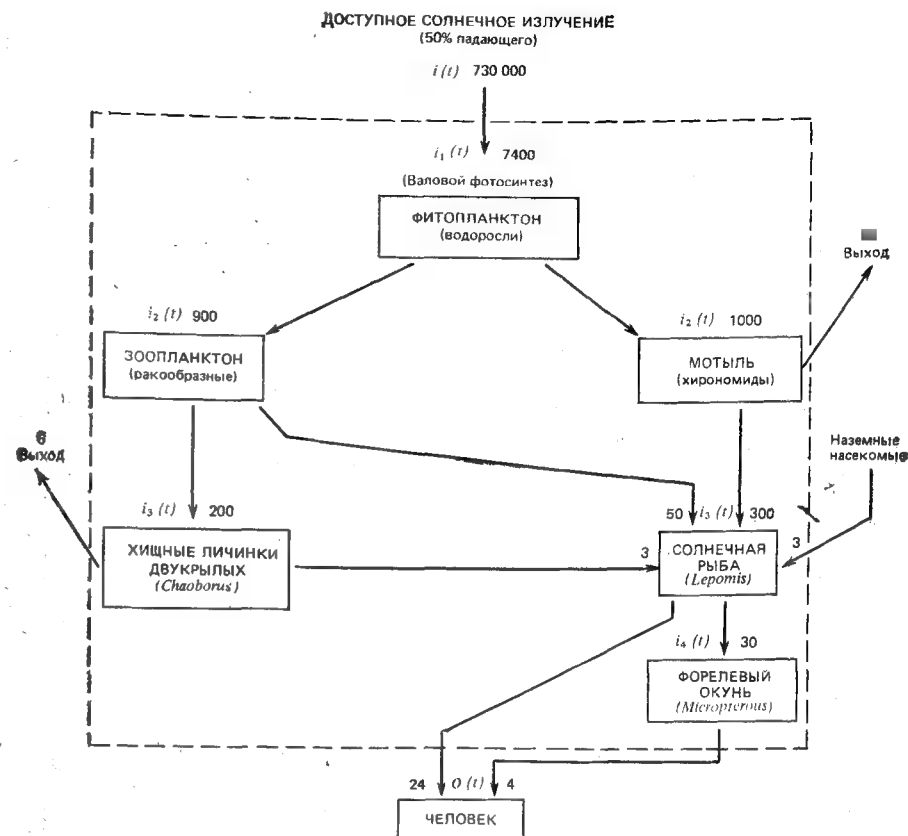 ДОСТУПНОЕ СОЛНЕЧНОЕ ИЗЛУЧЕНИЕ
(50% падающего)
i (t) 730 000
i₁ (t) 7400
(Валовой фотосинтез)
ФИТОПЛАНКТОН
(водоросли)
Выход
i₂ (t) 900
i₂ (t) 1000
ЗООПЛАНКТОН
(ракообразные)
МОТЫЛЬ
(хирономиды)
6
Выход
Наземные
насекомые
i₃ (t) 200
50 i₃ (t) 300
ХИЩНЫЕ ЛИЧИНКИ
ДВУКРЫЛЫХ
(Chaoborus)
3
СОЛНЕЧНАЯ
РЫБА
(Lepomis)
3
i₄ (t) 30
ФОРЕЛЕВЫЙ
ОКУНЬ
(Micropterous)
24 O (t) 4
ЧЕЛОВЕК